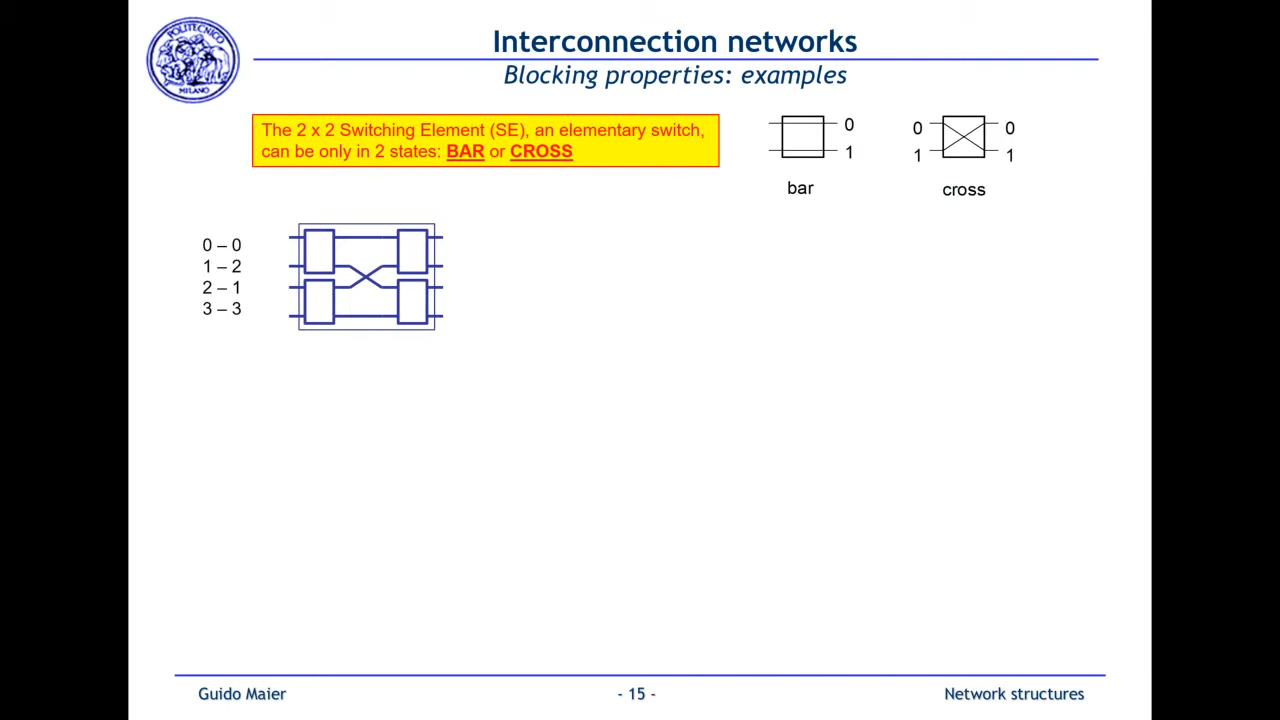 POLITECNICO
MILANO
Interconnection networks
Blocking properties: examples
The 2 x 2 Switching Element (SE), an elementary switch,
can be only in 2 states: BAR or CROSS
0
1
bar
0 0
1 1
cross
0 – 0
1 – 2
2 – 1
3 – 3
Guido Maier
- 15 -
Network structures